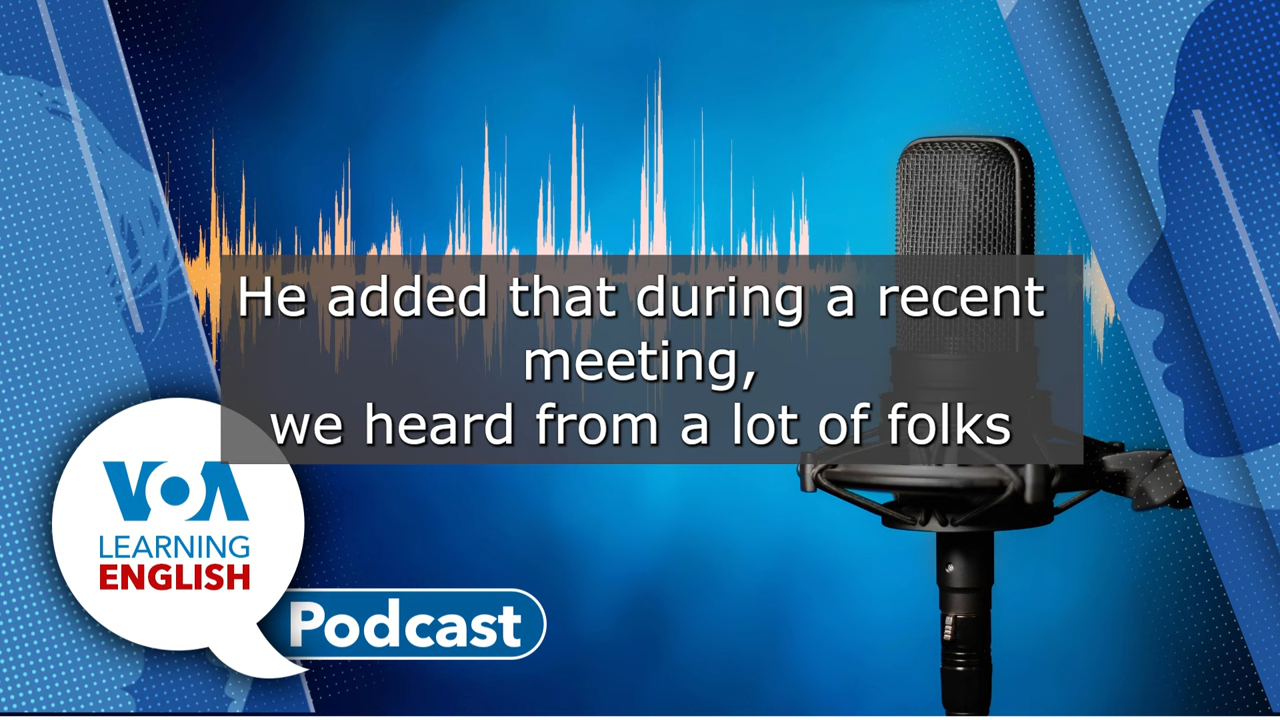 He added that during a recent
meeting,
we heard from a lot of folks
VOA
LEARNING
ENGLISH
Podcast